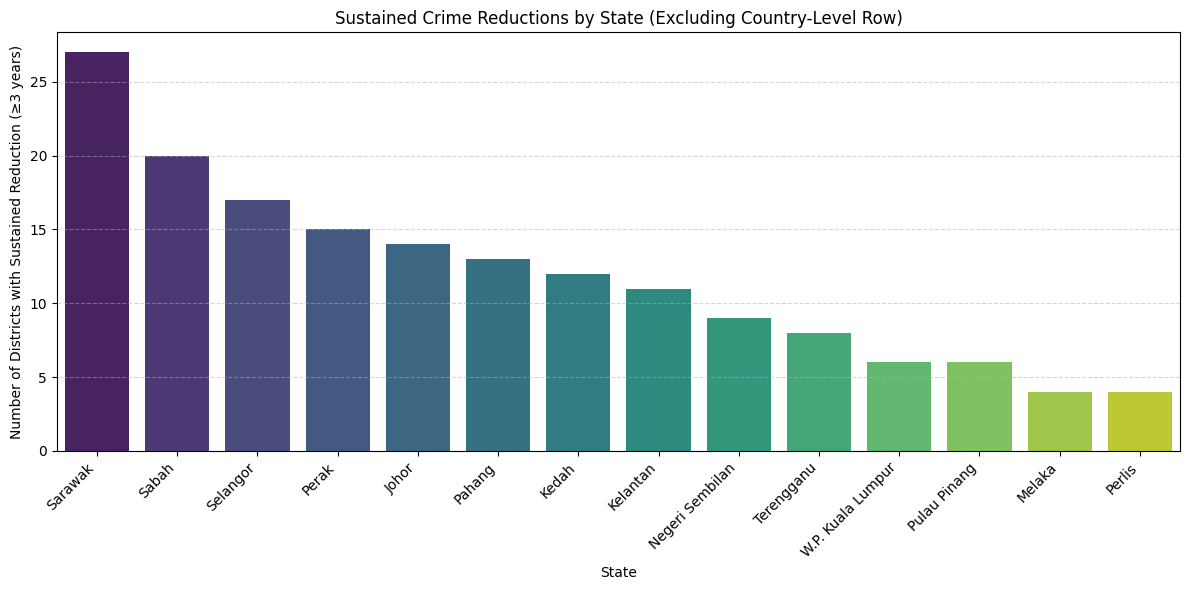 Sustained Crime Reductions by State (Excluding Country-Level Row)
Number of Districts with Sustained Reduction (≥3 years)
25
20
15
10
5
0
Sarawak
Sabah
Selangor
Perak
Johor
Pahang
Kedah
Kelantan
Negeri Sembilan
Terengganu
W.P. Kuala Lumpur
Pulau Pinang
Melaka
Perlis
State